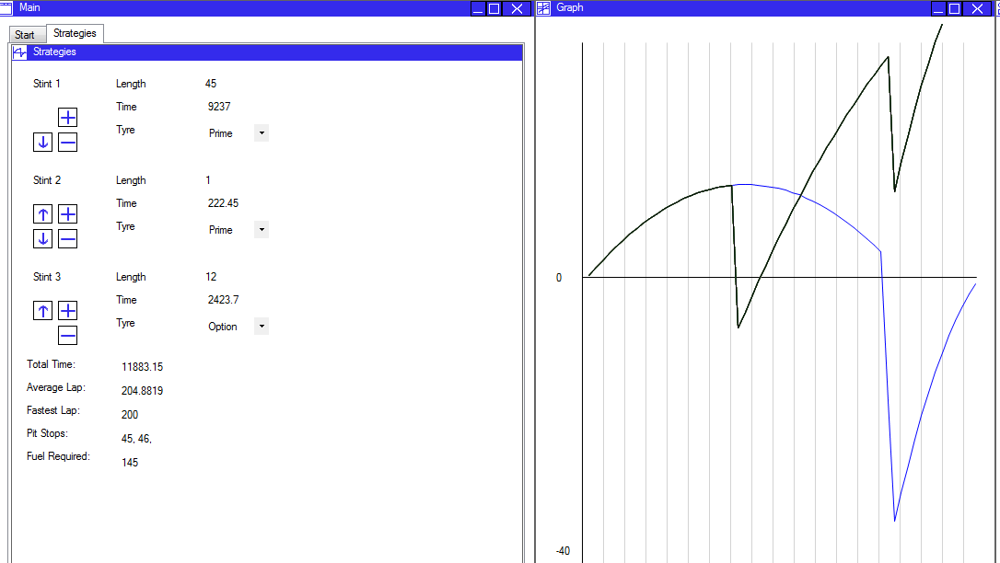 Main
Start Strategies
Strategies
Stint 1 Length 45
Time 9237
Tyre Prime
Stint 2 Length 1
Time 222.45
Tyre Prime
Stint 3 Length 12
Time 2423.7
Tyre Option
Total Time: 11883.15
Average Lap: 204.8819
Fastest Lap: 200
Pit Stops: 45, 46,
Fuel Required: 145
Graph
0
-40